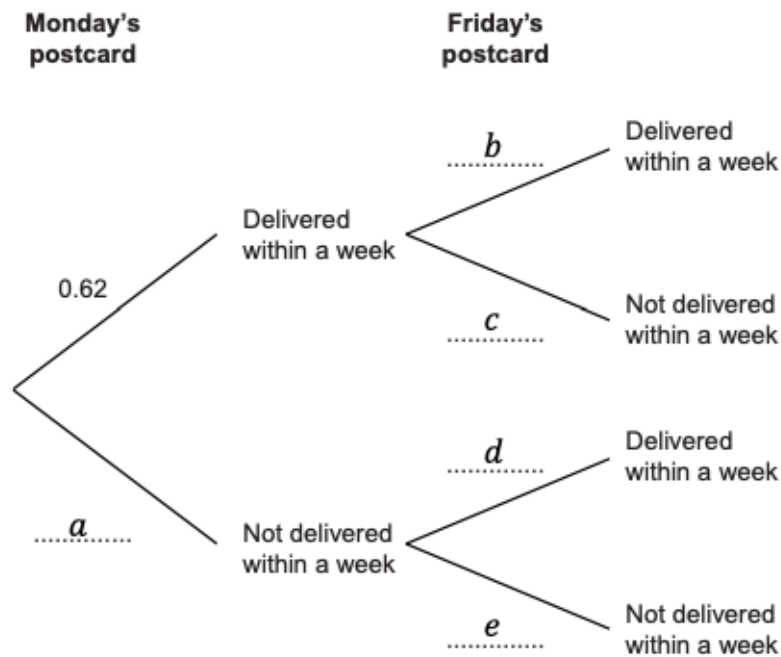 Monday's
postcard
Friday's
postcard
b
Delivered
within a week
Delivered
within a week
0.62
c
Not delivered
within a week
d
Delivered
within a week
a
Not delivered
within a week
e
Not delivered
within a week